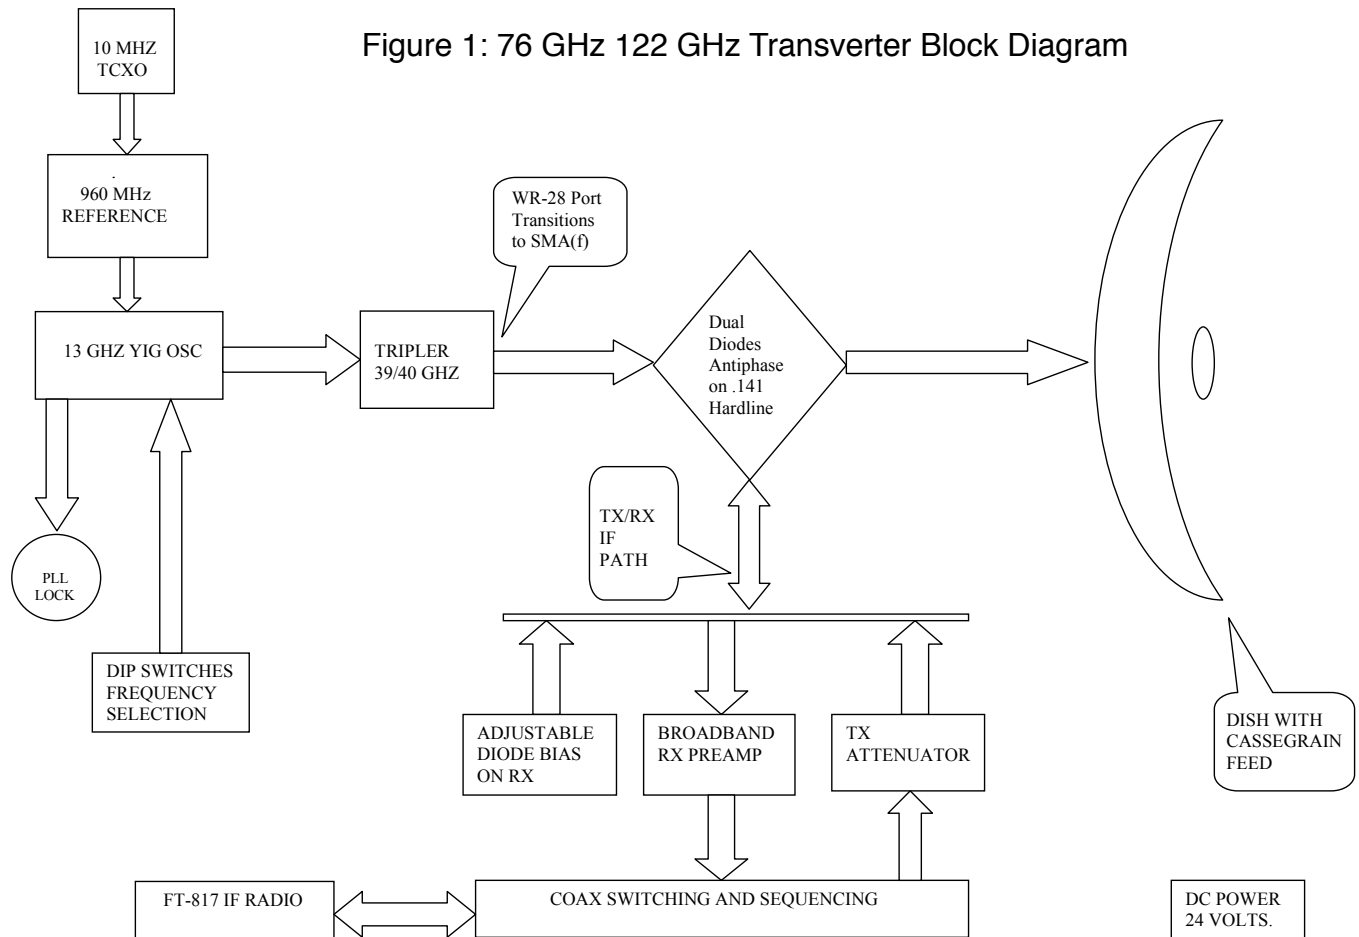 Figure 1: 76 GHz 122 GHz Transverter Block Diagram
10 MHZ
TCXO
960 MHz
REFERENCE
WR-28 Port
Transitions
to SMA(f)
13 GHZ YIG OSC
TRIPLER
39/40 GHZ
Dual
Diodes
Antiphase
on .141
Hardline
TX/RX
IF
PATH
PLL
LOCK
DIP SWITCHES
FREQUENCY
SELECTION
ADJUSTABLE
DIODE BIAS
ON RX
BROADBAND
RX PREAMP
TX
ATTENUATOR
DISH WITH
CASSEGRAIN
FEED
FT-817 IF RADIO
COAX SWITCHING AND SEQUENCING
DC POWER
24 VOLTS.